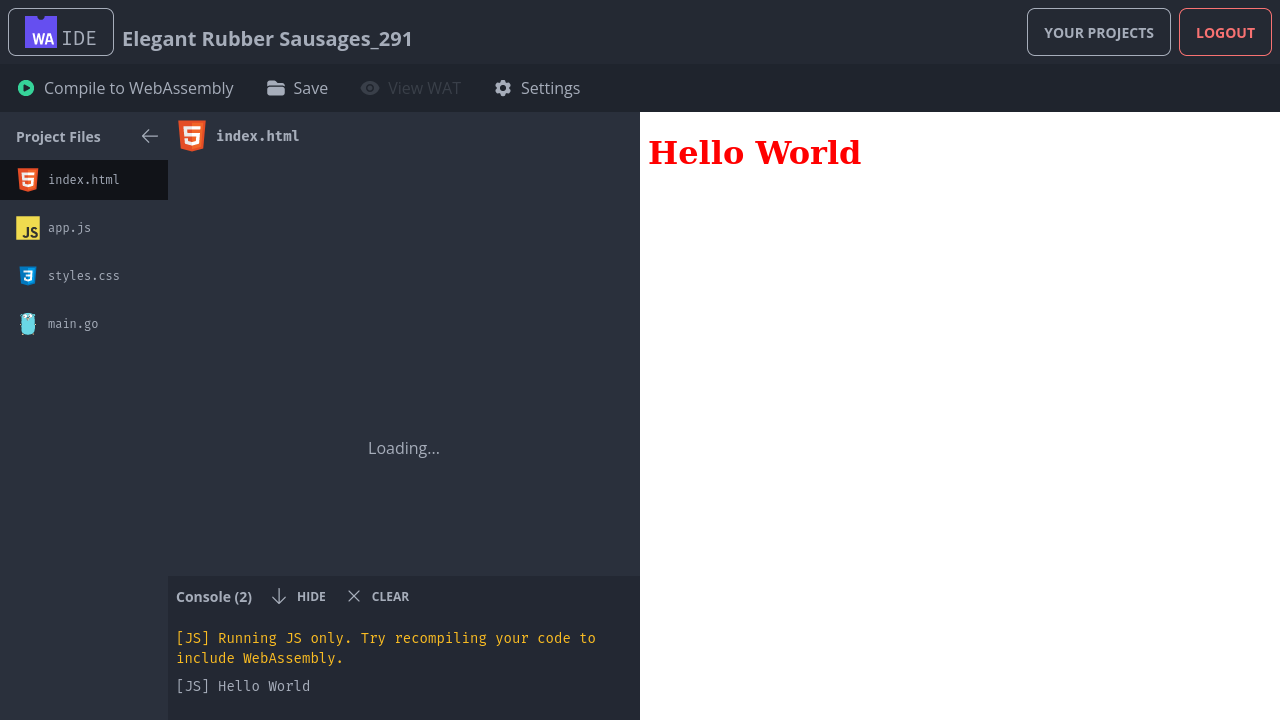 WA IDE
Elegant Rubber Sausages_291
YOUR PROJECTS
LOGOUT
Compile to WebAssembly
Save
View WAT
Settings
Project Files
index.html
JS app.js
styles.css
main.go
index.html
Loading...
Console (2)
HIDE
CLEAR
[JS] Running JS only. Try recompiling your code to
include WebAssembly.
[JS] Hello World
Hello World